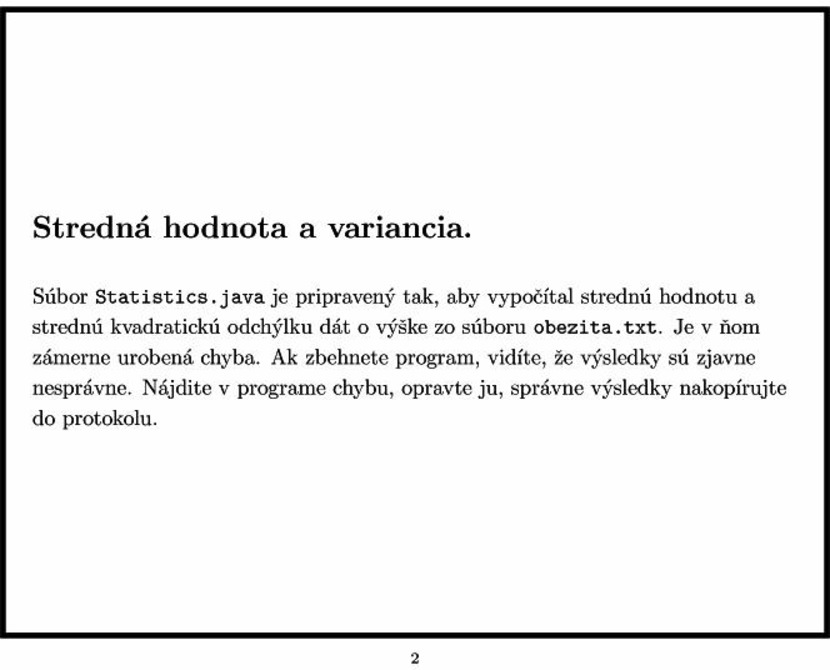 Stredná hodnota a variancia.
Súbor Statistics.java je pripravený tak, aby vypočítal strednú hodnotu a
strednú kvadratickú odchýlku dát o výške zo súboru obezita.txt. Je v ňom
zámerne urobená chyba. Ak zbehnete program, vidíte, že výsledky sú zjavne
nesprávne. Nájdite v programe chybu, opravte ju, správne výsledky nakopírujte
do protokolu.
2